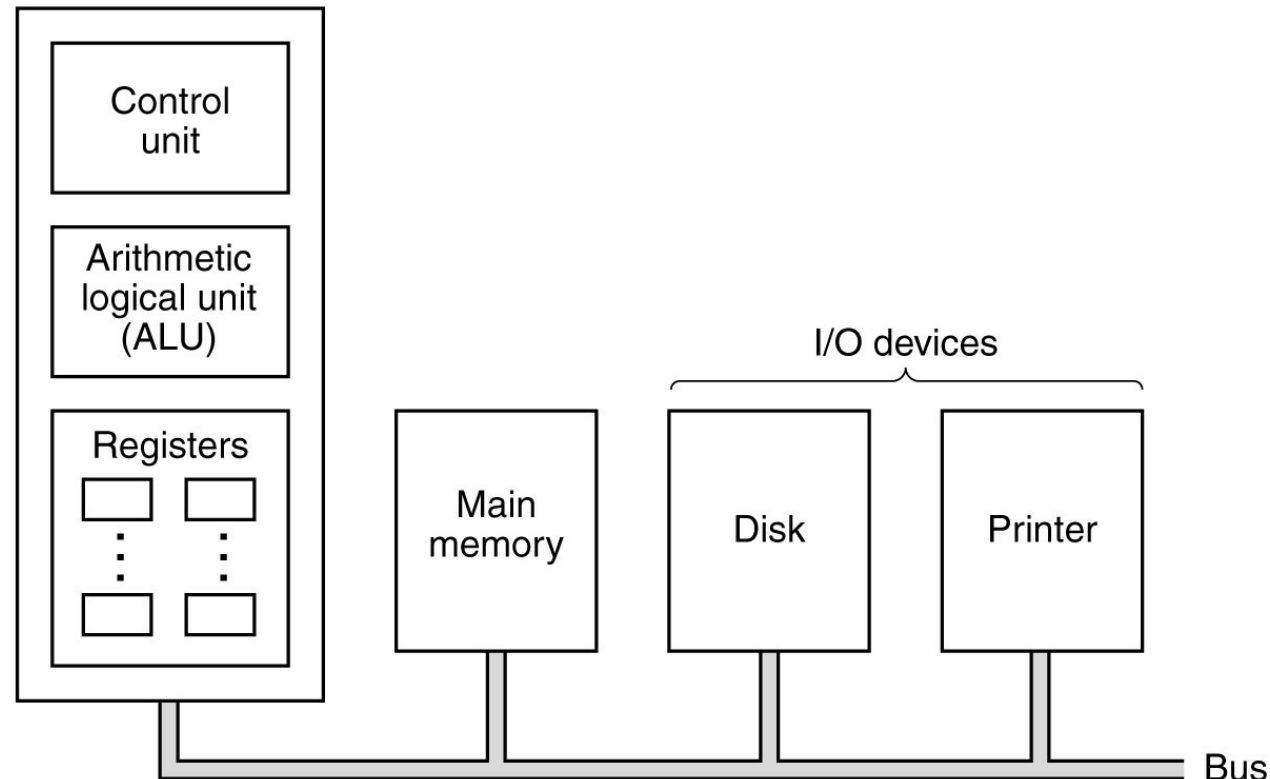 Control
unit
Arithmetic
logical unit
(ALU)
I/O devices
Registers
Main
memory
Disk
Printer
Bus